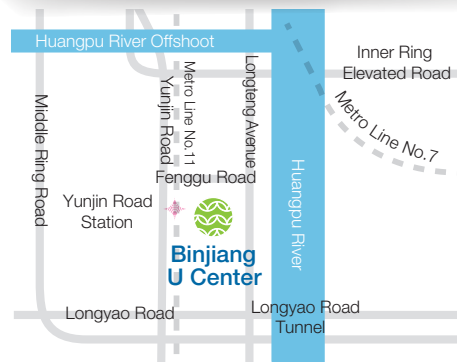 Huangpu River Offshoot
Inner Ring
Elevated Road
Metro Line No.7
Middle Ring Road
Yunjin Road
Metro Line No.11
Longteng Avenue
Fenggu Road
Huangpu River
Yunjin Road
Station
Binjiang
U Center
Longyao Road
Longyao Road
Tunnel